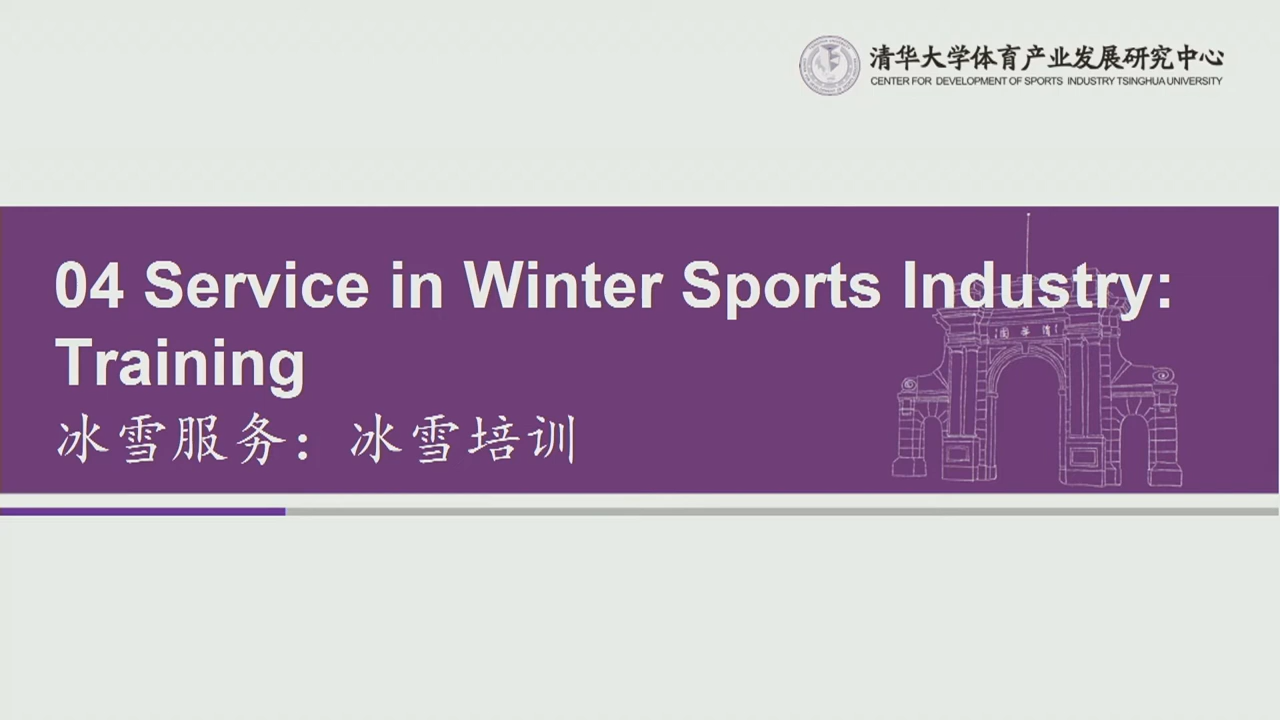 清华大学体育产业发展研究中心
CENTER FOR DEVELOPMENT OF SPORTS INDUSTRY TSINGHUA UNIVERSITY
04 Service in Winter Sports Industry:
Training
冰雪服务：冰雪培训